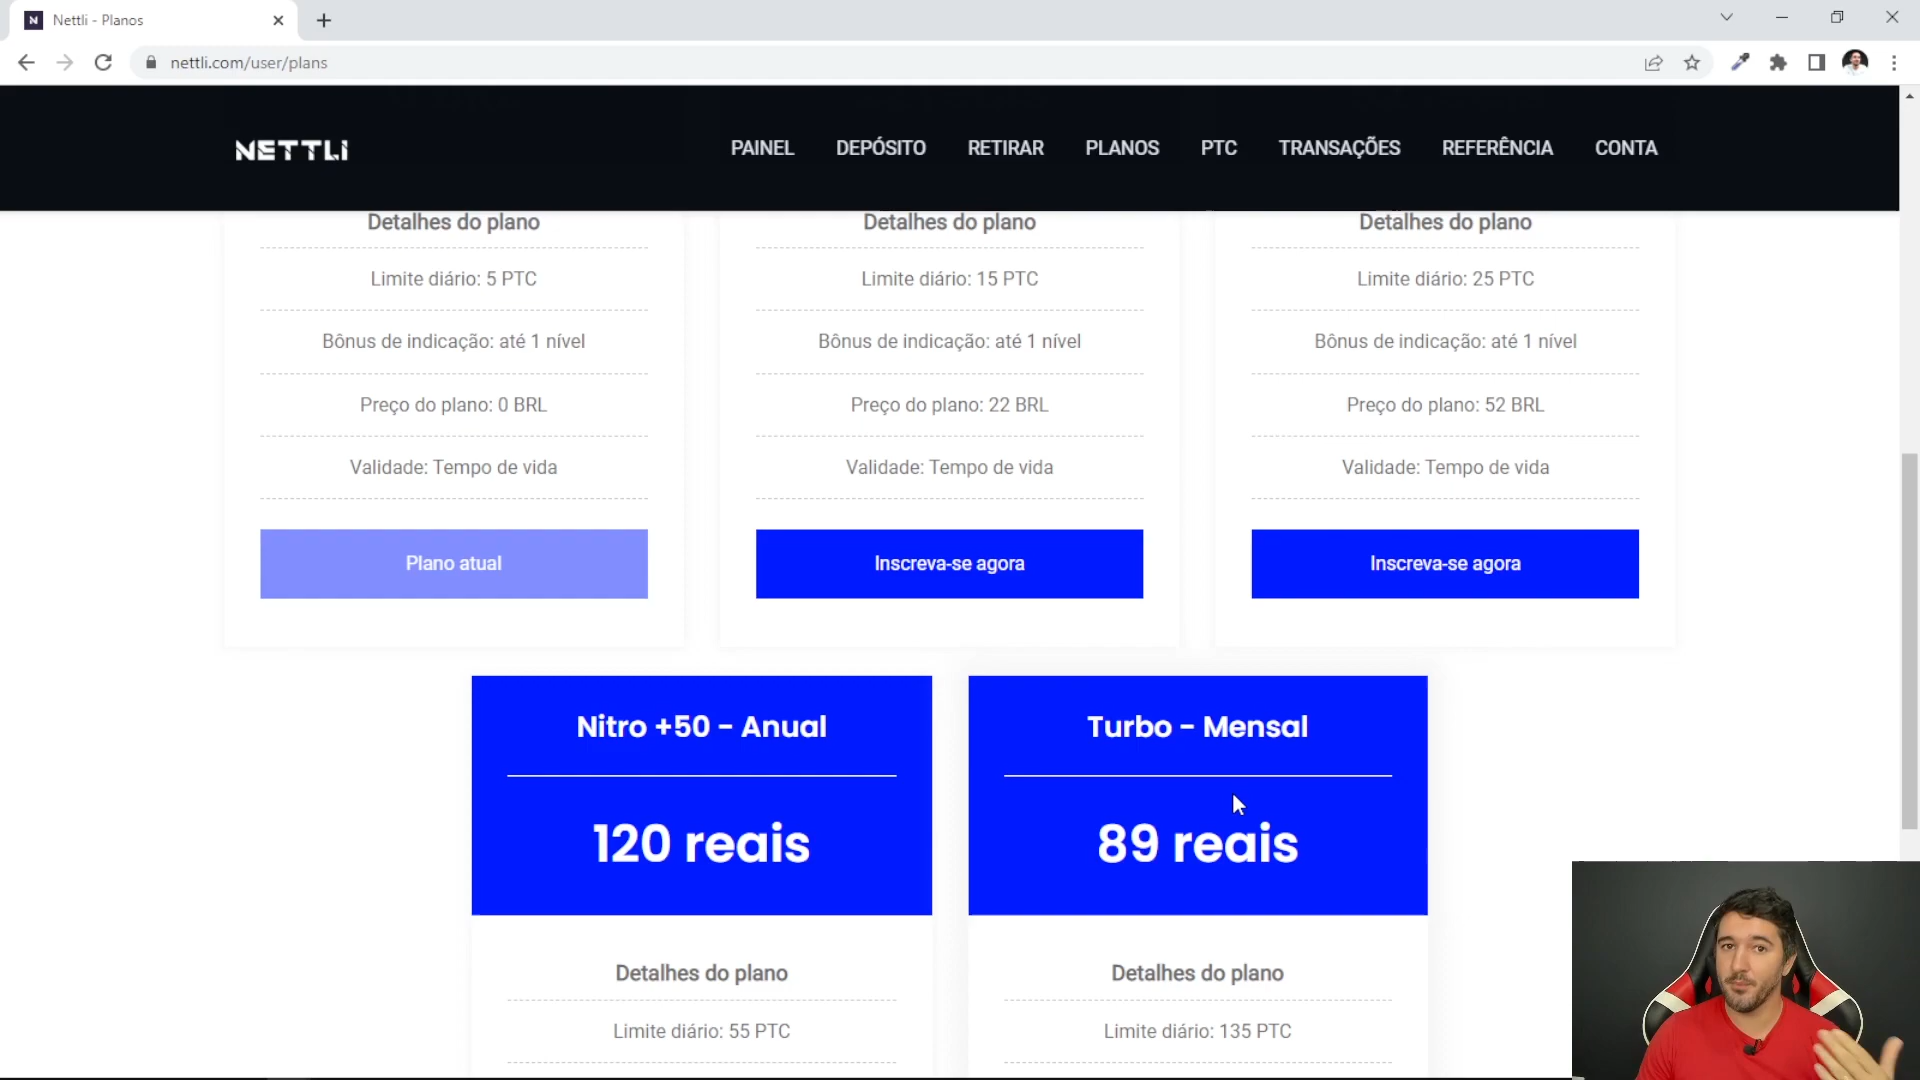 Nettli - Planos
nettli.com/user/plans
NETTLI
PAINEL
DEPÓSITO
RETIRAR
PLANOS
PTC
TRANSAÇÕES
REFERÊNCIA
CONTA
Detalhes do plano
Limite diário: 5 PTC
Bônus de indicação: até 1 nível
Preço do plano: 0 BRL
Validade: Tempo de vida
Plano atual
Detalhes do plano
Limite diário: 15 PTC
Bônus de indicação: até 1 nível
Preço do plano: 22 BRL
Validade: Tempo de vida
Inscreva-se agora
Detalhes do plano
Limite diário: 25 PTC
Bônus de indicação: até 1 nível
Preço do plano: 52 BRL
Validade: Tempo de vida
Inscreva-se agora
Nitro +50 - Anual
120 reais
Detalhes do plano
Limite diário: 55 PTC
Turbo - Mensal
89 reais
Detalhes do plano
Limite diário: 135 PTC